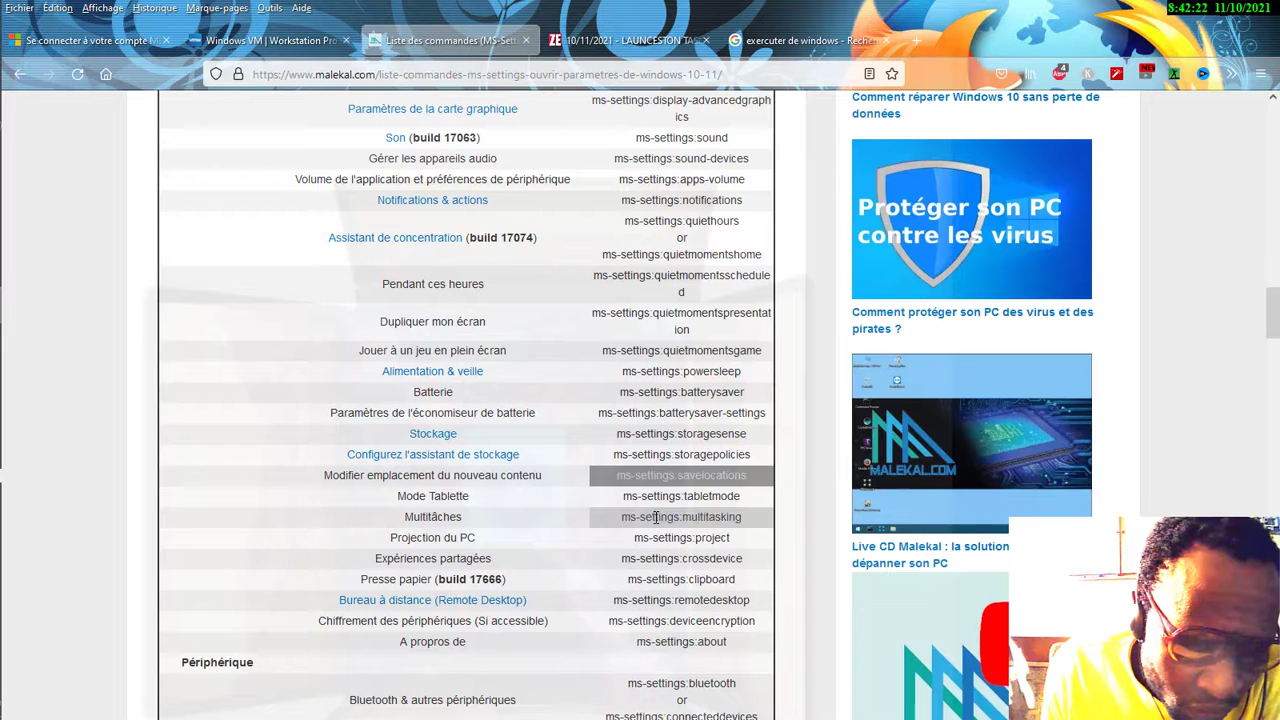 Fichier Édition Affichage Historique Marque-pages Outils Aide
8:42:22 11/10/2021
Se connecter à votre compte Mi
Windows VM | Workstation Pro
Liste des commandes (MS-Sett
10/11/2021 - LAUNCESTON TAS
exercuter de windows - Recher
https://www.malekal.com/liste-commandes-ms-settings-ouvrir-parametres-de-windows-10-11/
Paramètres de la carte graphique
ms-settings:display-advancedgraph
ics
Son (build 17063) ms-settings:sound
Gérer les appareils audio ms-settings:sound-devices
Volume de l'application et préférences de périphérique ms-settings:apps-volume
Notifications & actions ms-settings:notifications
Assistant de concentration (build 17074)
ms-settings:quiethours
or
ms-settings:quietmomentshome
Pendant ces heures
ms-settings:quietmomentsschedule
d
Dupliquer mon écran
ms-settings:quietmomentspresentat
ion
Jouer à un jeu en plein écran ms-settings:quietmomentsgame
Alimentation & veille ms-settings:powersleep
Batterie ms-settings:batterysaver
Paramètres de l'économiseur de batterie ms-settings:batterysaver-settings
Stockage ms-settings:storagesense
Configurez l'assistant de stockage ms-settings:storagepolicies
Modifier emplacement du nouveau contenu ms-settings:savelocations
Mode Tablette ms-settings:tabletmode
Multitâches ms-settings:multitasking
Projection du PC ms-settings:project
Expériences partagées ms-settings:crossdevice
Presse papier (build 17666) ms-settings:clipboard
Bureau à distance (Remote Desktop) ms-settings:remotedesktop
Chiffrement des périphériques (Si accessible) ms-settings:deviceencryption
A propos de ms-settings:about
Périphérique
Bluetooth & autres périphériques
ms-settings:bluetooth
or
ms-settings:connecteddevices
Comment réparer Windows 10 sans perte de
données
Protéger son PC
contre les virus
Comment protéger son PC des virus et des
pirates ?
MALEKAL.COM
Live CD Malekal : la solution
dépanner son PC